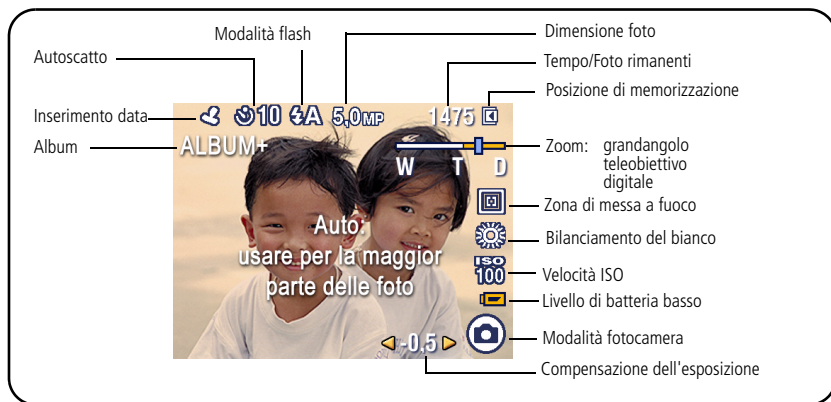 Modalità flash
Dimensione foto
Autoscatto
Tempo/Foto rimanenti
Posizione di memorizzazione
Inserimento data
10 A 5,0MP 1475
Album
ALBUM+
Zoom: grandangolo
teleobiettivo
digitale
W T D
Zona di messa a fuoco
Auto:
usare per la maggior
parte delle foto
Bilanciamento del bianco
ISO
100
Velocità ISO
Livello di batteria basso
Modalità fotocamera
-0,5
Compensazione dell'esposizione